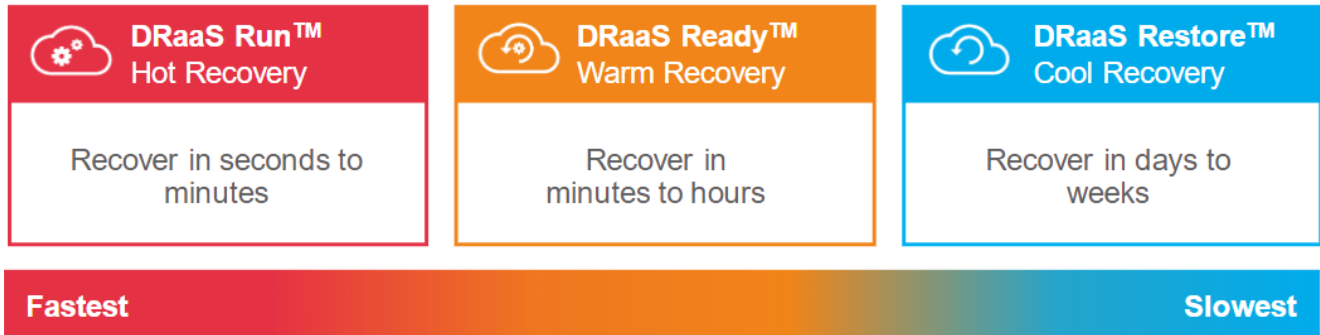 DRaaS Run™
Hot Recovery
Recover in seconds to
minutes
DRaaS Ready™
Warm Recovery
Recover in
minutes to hours
DRaaS Restore™
Cool Recovery
Recover in days to
weeks
Fastest
Slowest